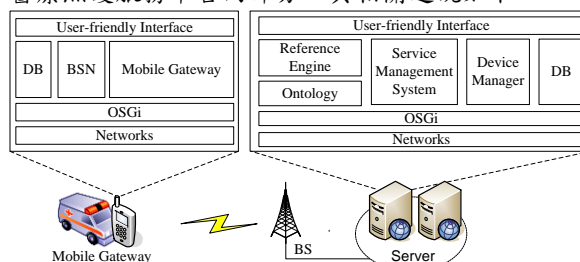 User-friendly Interface
DB
BSN
Mobile Gateway
OSGi
Networks
User-friendly Interface
Reference Engine
Ontology
Service Management System
Device Manager
DB
OSGi
Networks
BS
Mobile Gateway
Server